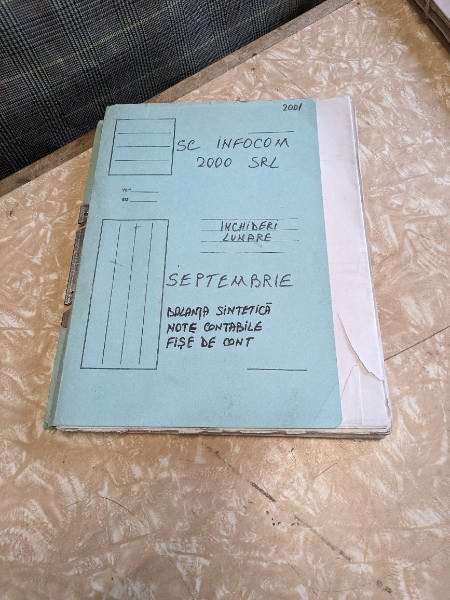 2001
SC INFOCOM
2000 SRL
INCHIDERI
LUNARE
SEPTEMBRIE
BALANȚA SINTETICĂ
NOTE CONTABILE
FIȘE DE CONT